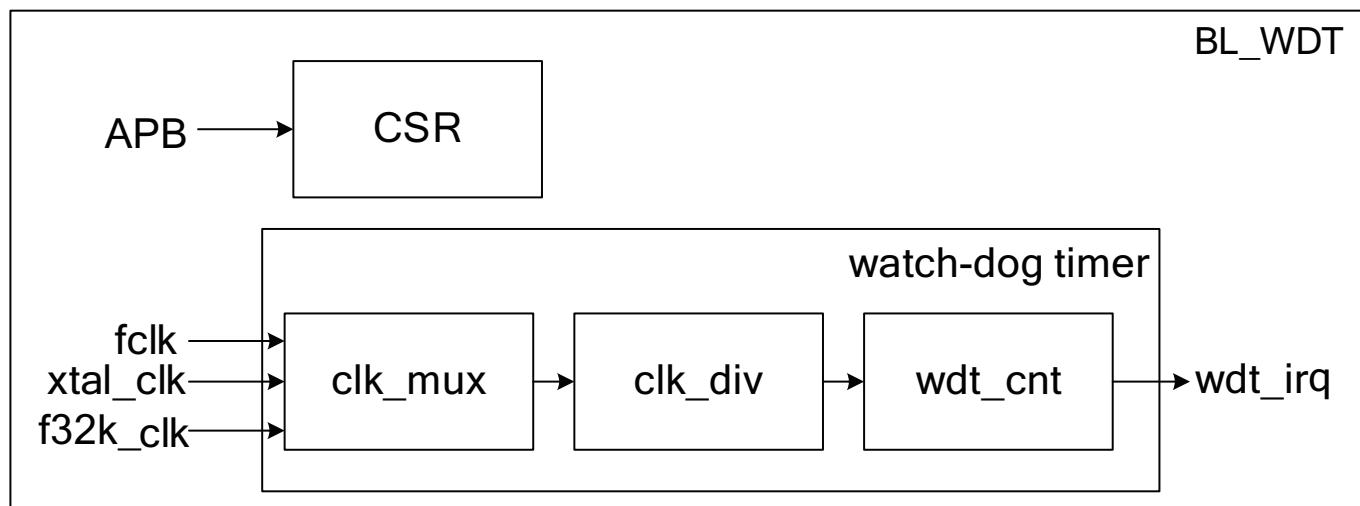 BL_WDT
APB
CSR
watch-dog timer
fclk
xtal_clk
f32k_clk
clk_mux
clk_div
wdt_cnt
wdt_irq